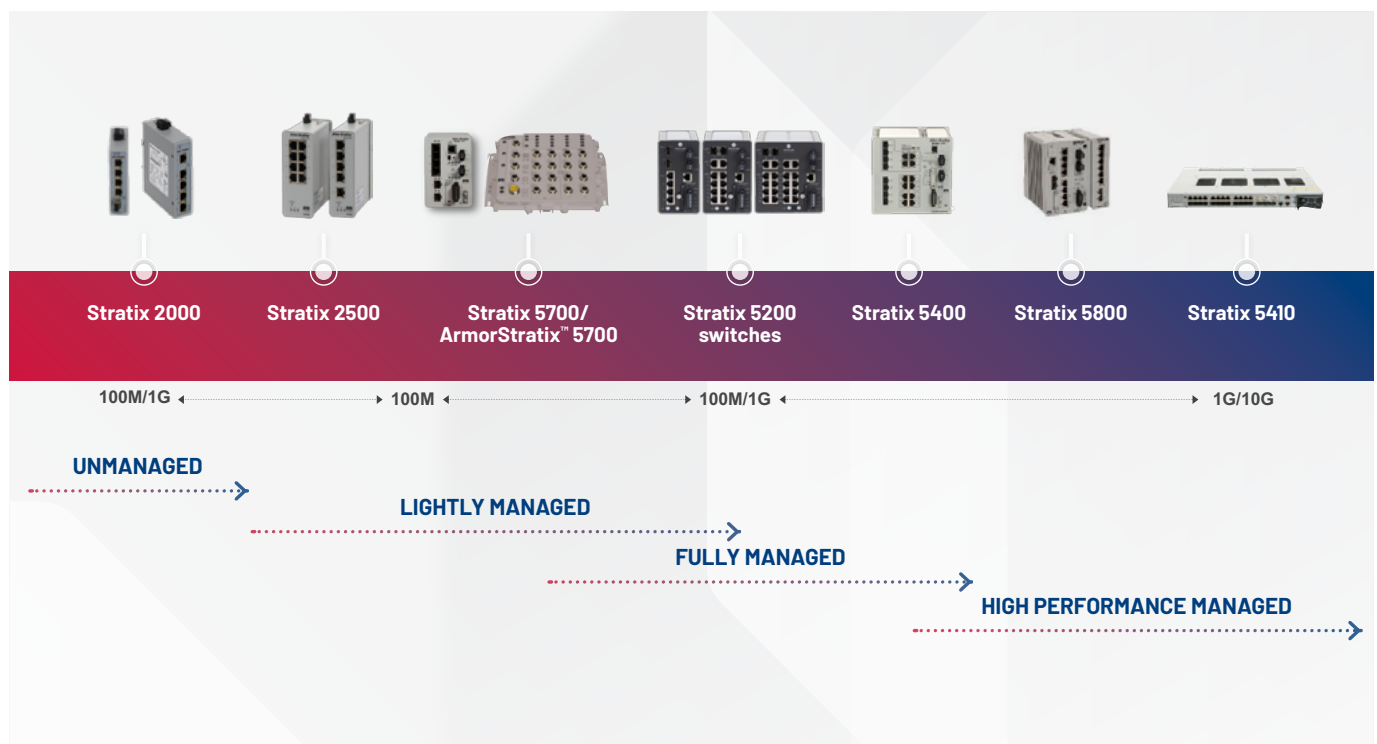 Stratix 2000
Stratix 2500
Stratix 5700/
ArmorStratix™ 5700
Stratix 5200
switches
Stratix 5400
Stratix 5800
Stratix 5410
100M/1G
100M
100M/1G
1G/10G
UNMANAGED
LIGHTLY MANAGED
FULLY MANAGED
HIGH PERFORMANCE MANAGED